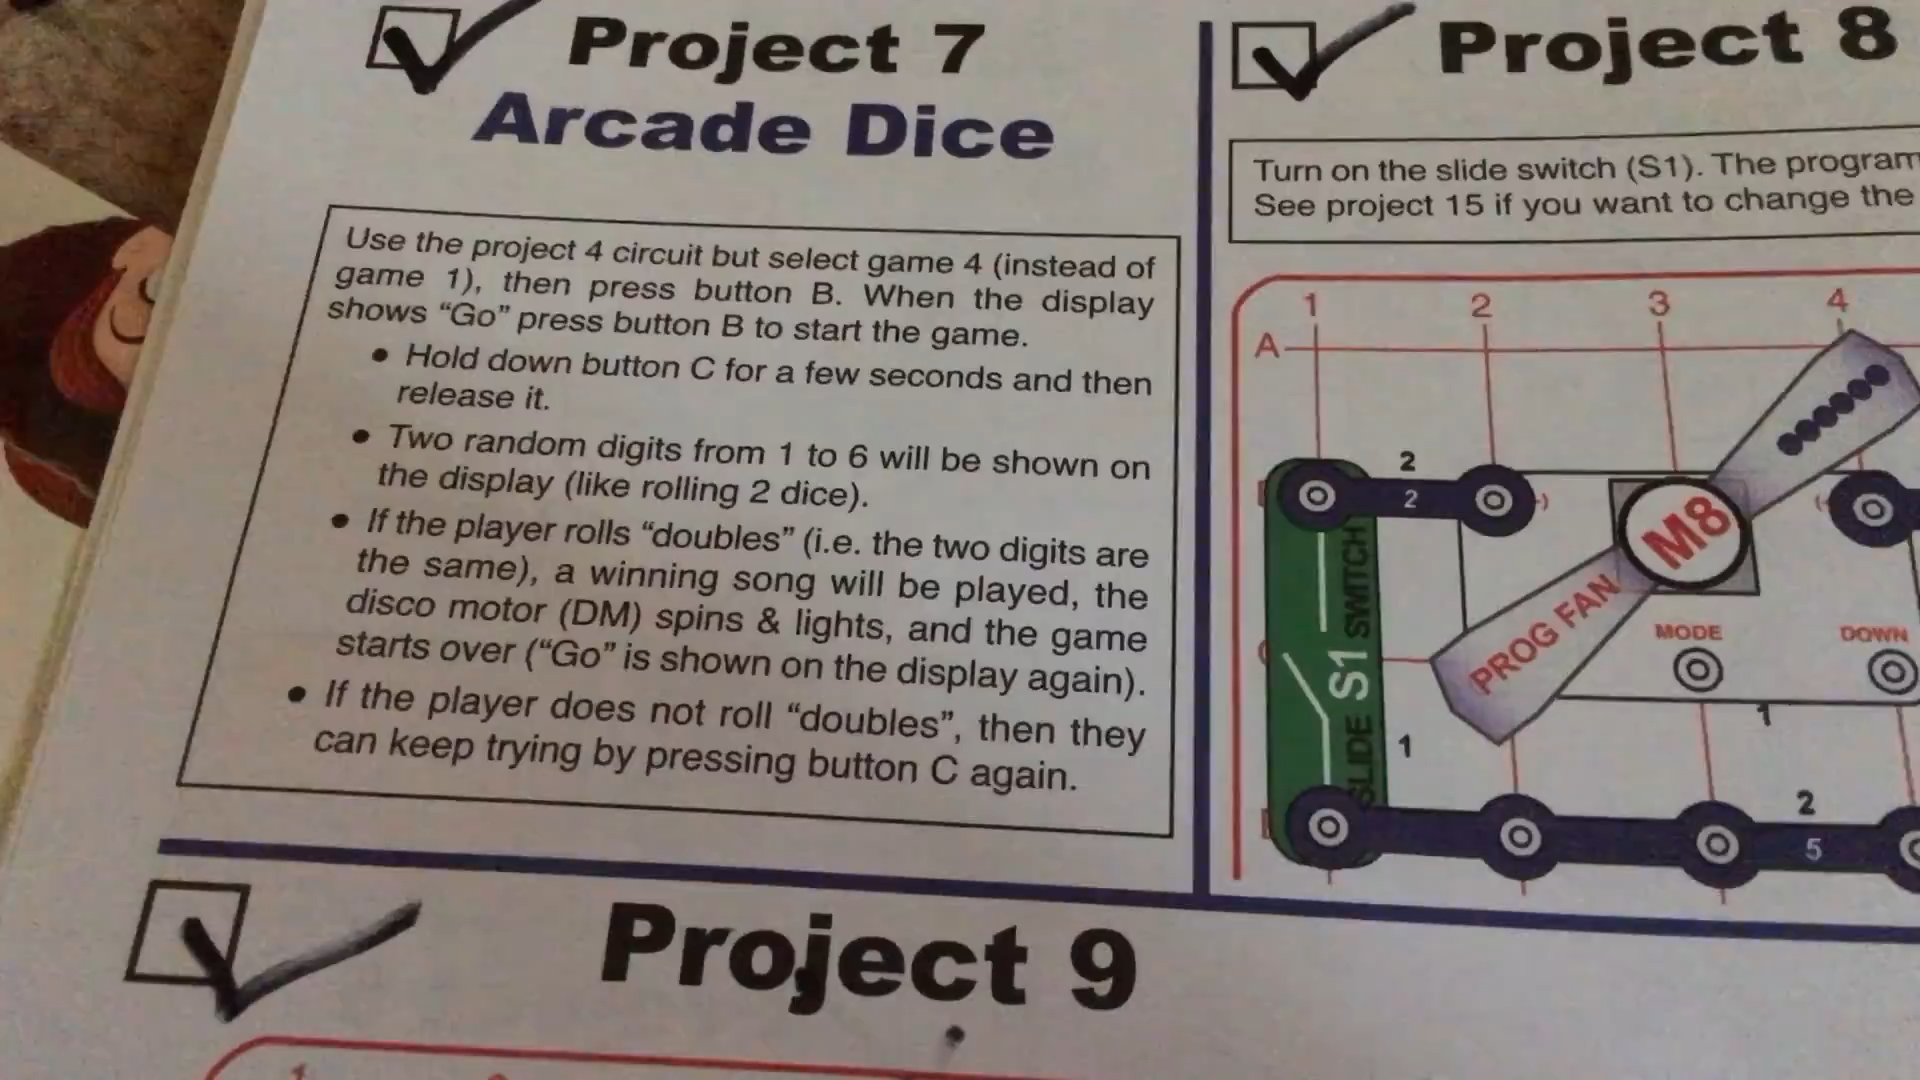 Project 7
Arcade Dice
Use the project 4 circuit but select game 4 (instead of
game 1), then press button B. When the display
shows “Go” press button B to start the game.
• Hold down button C for a few seconds and then
release it.
• Two random digits from 1 to 6 will be shown on
the display (like rolling 2 dice).
• If the player rolls “doubles” (i.e. the two digits are
the same), a winning song will be played, the
disco motor (DM) spins & lights, and the game
starts over (“Go” is shown on the display again).
• If the player does not roll “doubles”, then they
can keep trying by pressing button C again.
Project 8
Turn on the slide switch (S1). The program
See project 15 if you want to change the
1 2 3 4
A
2
2
M8
PROG FAN
SLIDE S1 SWITCH
MODE DOWN
1
1
2
5
Project 9